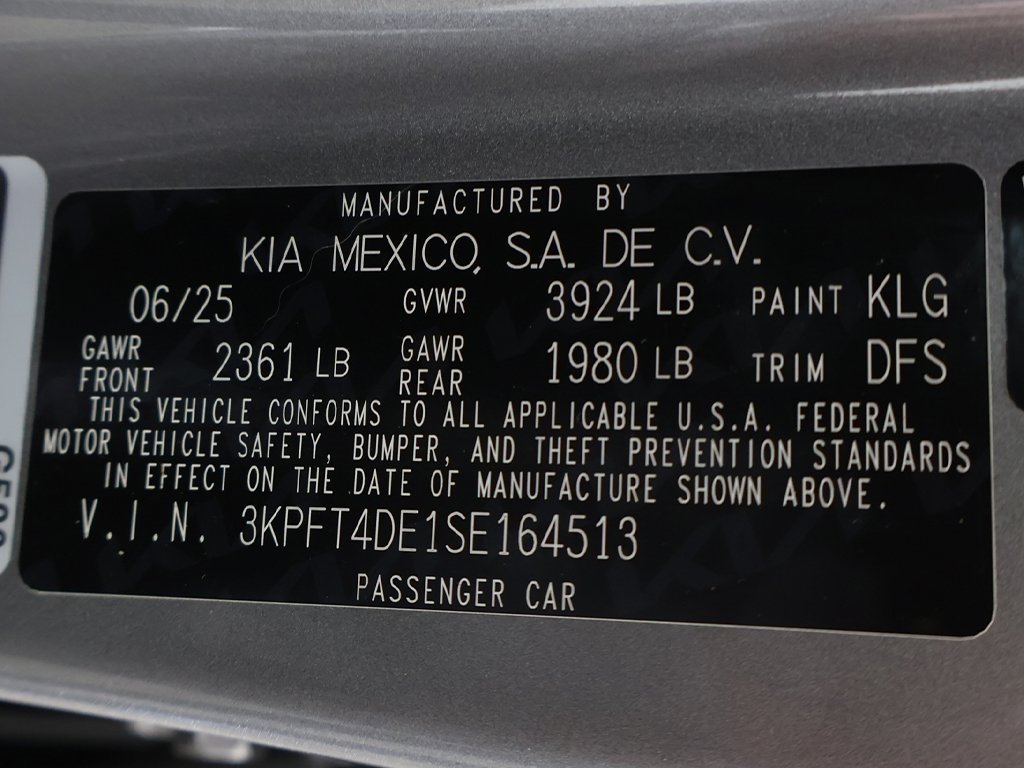 MANUFACTURED BY
KIA MEXICO, S.A. DE C.V.
06/25 GVWR 3924 LB PAINT KLG
GAWR FRONT 2361 LB GAWR REAR 1980 LB TRIM DFS
THIS VEHICLE CONFORMS TO ALL APPLICABLE U.S.A. FEDERAL
MOTOR VEHICLE SAFETY, BUMPER, AND THEFT PREVENTION STANDARDS
IN EFFECT ON THE DATE OF MANUFACTURE SHOWN ABOVE.
V.I.N. 3KPFT4DE1SE164513
PASSENGER CAR